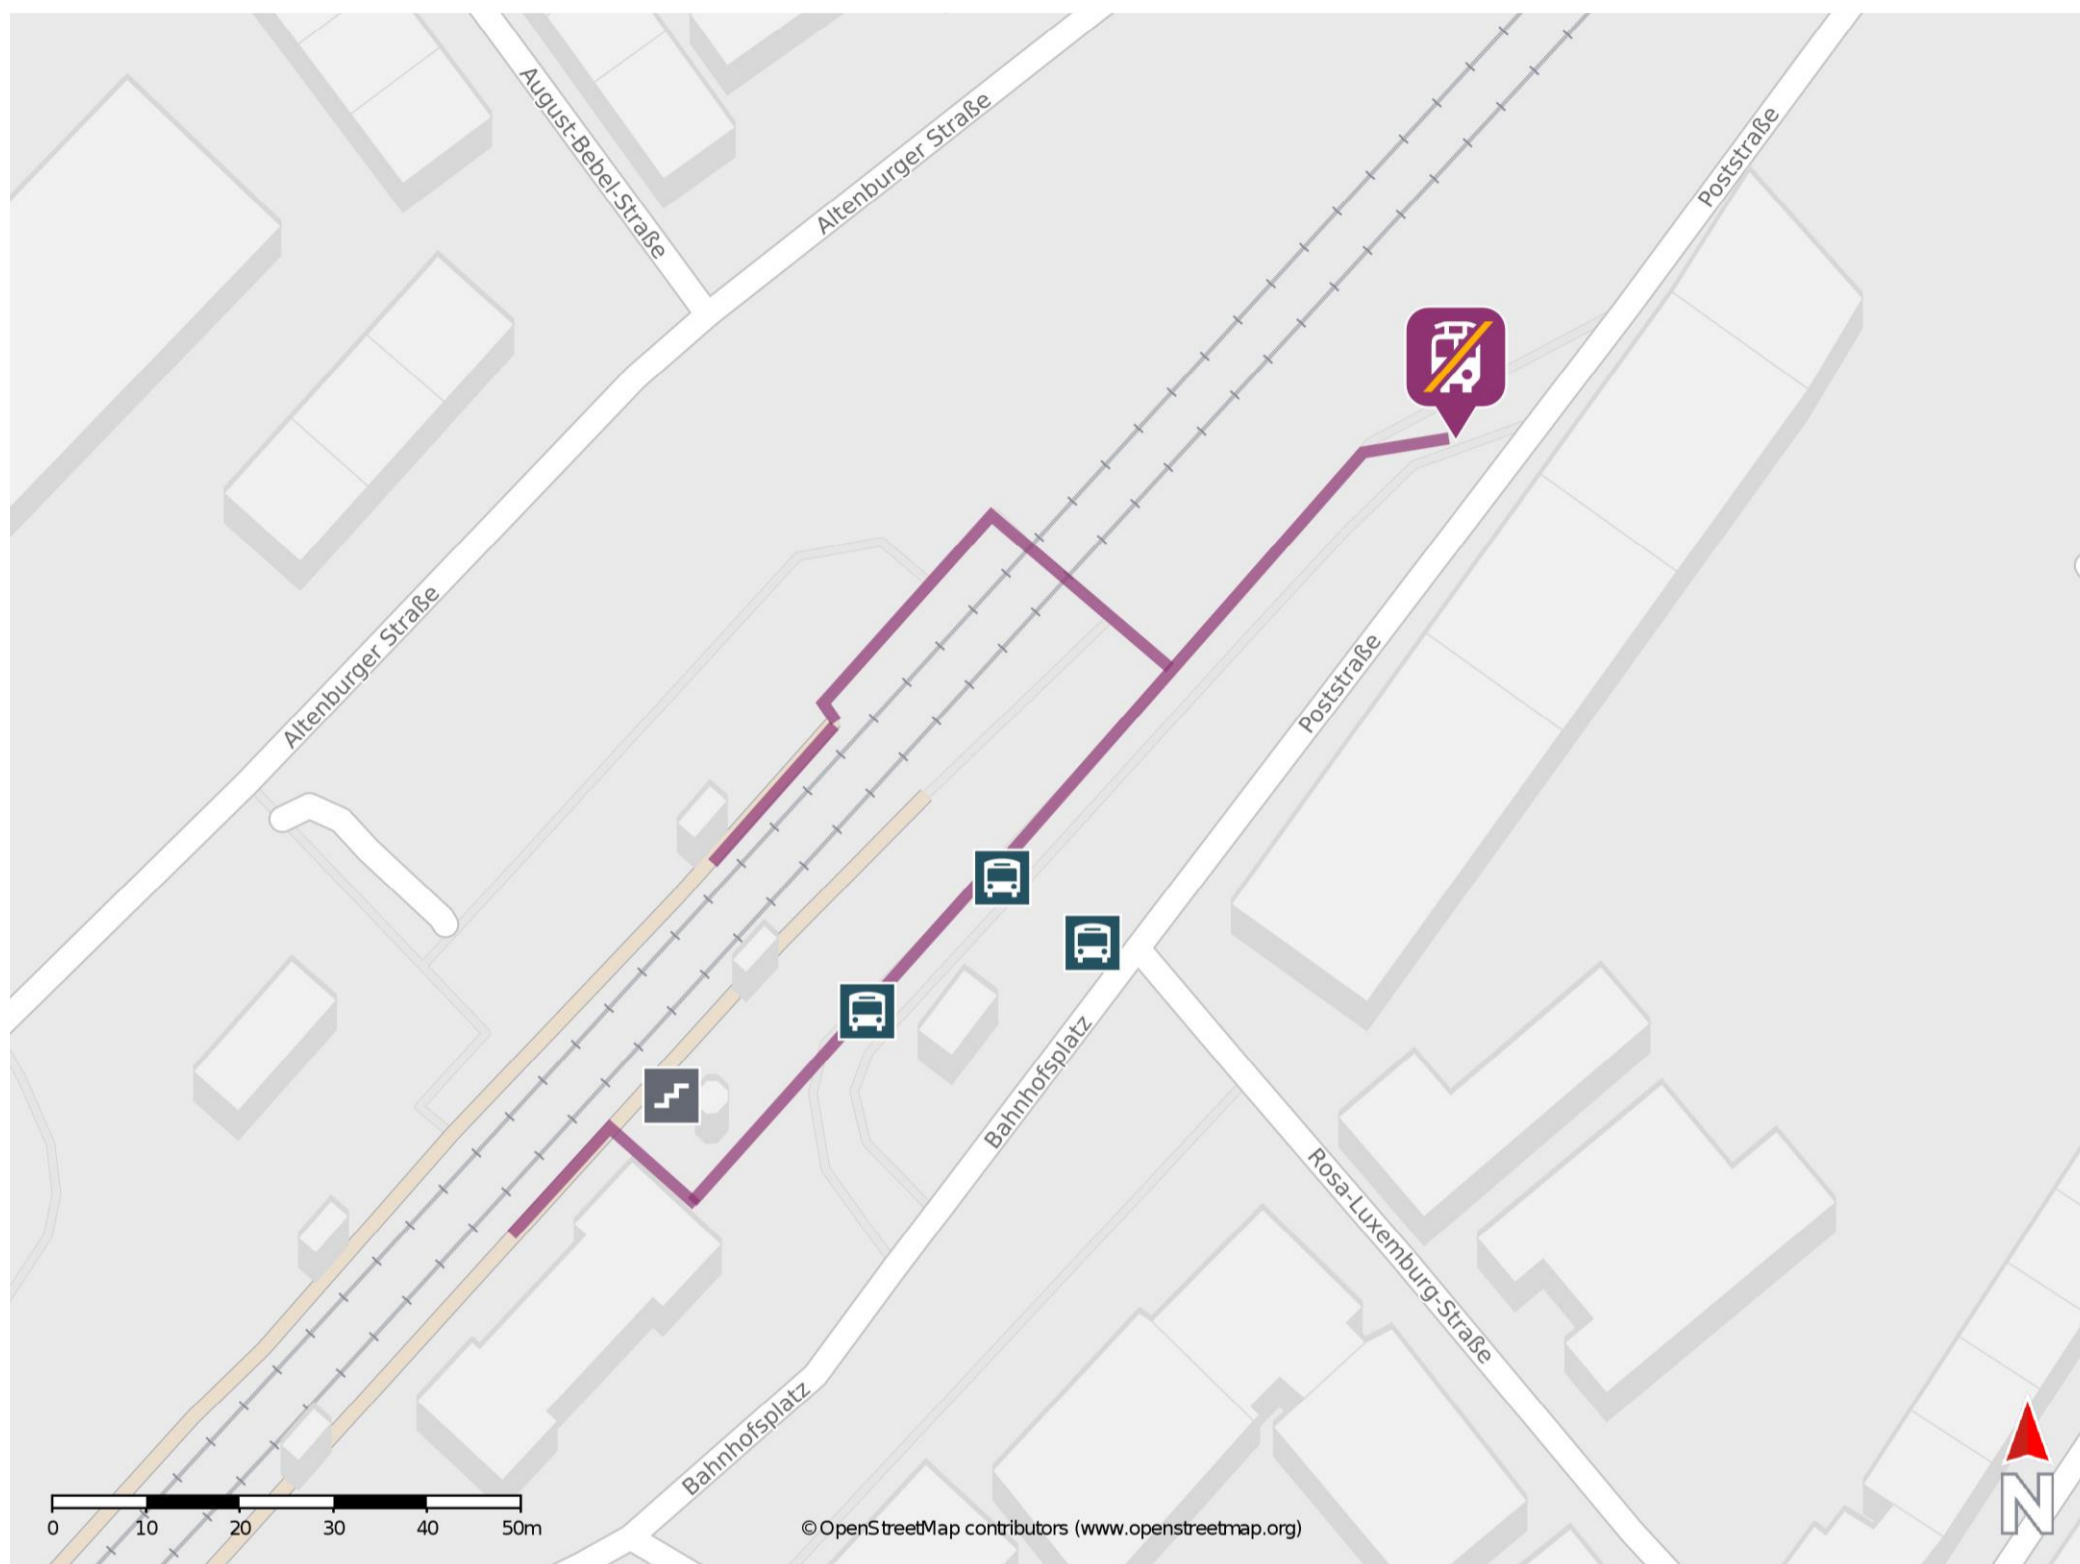 August-Bebel-Straße
Altenburger Straße
Poststraße
Altenburger Straße
Poststraße
Bahnhofsplatz
Rosa-Luxemburg-Straße
Bahnhofsplatz
0 10 20 30 40 50m
© OpenStreetMap contributors (www.openstreetmap.org)
N